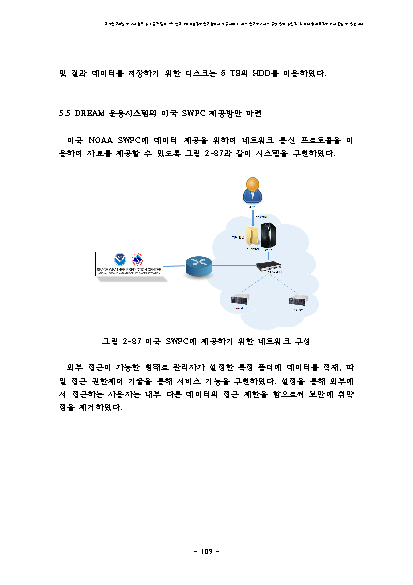 및 결과 데이터를 저장하기 위한 디스크는 6 TB의 HDD를 이용하였다.
5.5 DREAM 운용시스템의 미국 SWPC 제공방안 마련
미국 NOAA SWPC에 데이터 제공을 위하여 네트워크 통신 프로토콜을 이
용하여 자료를 제공할 수 있도록 그림 2-87과 같이 시스템을 구현하였다.
SPACE WEATHER PREDICTION CENTER
그림 2-87 미국 SWPC에 제공하기 위한 네트워크 구성
외부 접근이 가능한 형태로 관리자가 설정한 특정 폴더에 데이터를 적재, 파
일 접근 권한제어 기술을 통해 서비스 기능을 구현하였다. 설정을 통해 외부에
서 접근하는 사용자는 내부 다른 데이터의 접근 제한을 함으로써 보안에 취약
점을 제거하였다.
- 109 -